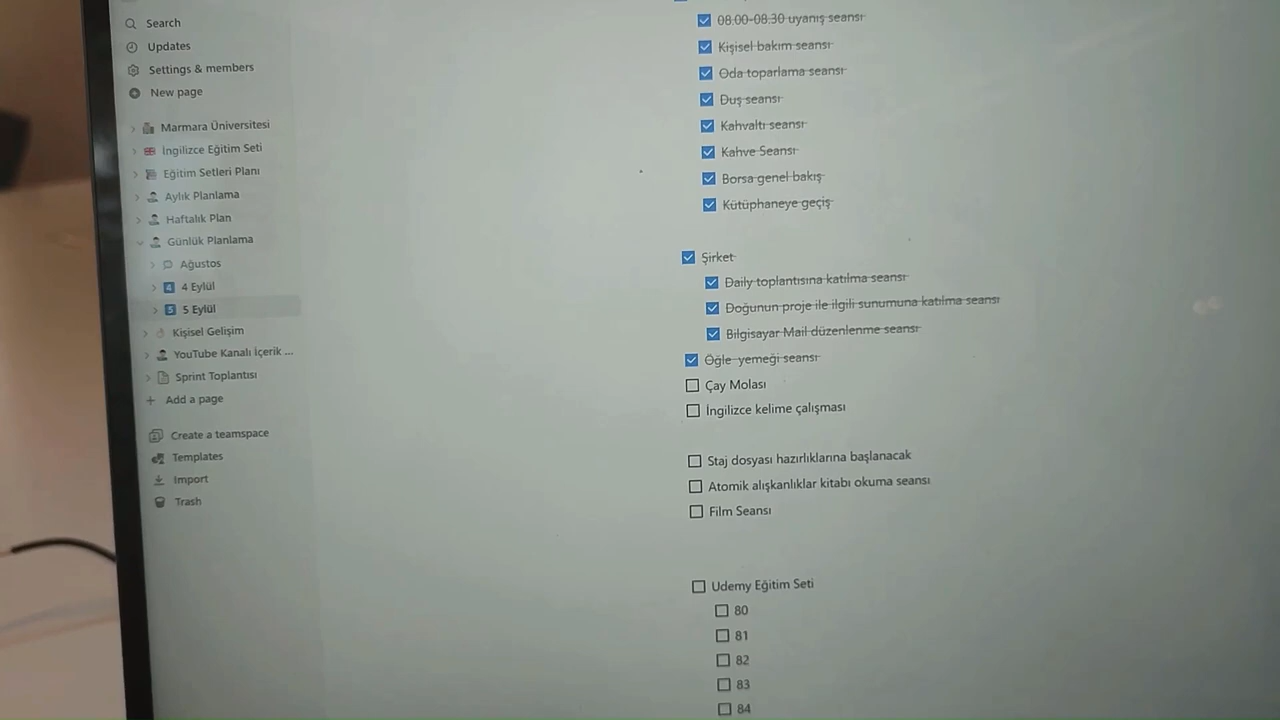 Search
Updates
Settings & members
New page
Marmara Üniversitesi
İngilizce Eğitim Seti
Eğitim Setleri Planı
Aylık Planlama
Haftalık Plan
Günlük Planlama
Ağustos
4 4 Eylül
5 5 Eylül
Kişisel Gelişim
YouTube Kanalı İçerik ...
Sprint Toplantısı
Add a page
Create a teamspace
Templates
Import
Trash
08.00-08.30 uyanış seansı
Kişisel bakım seansı
Oda toparlama seansı
Duş seansı
Kahvaltı seansı
Kahve Seansı
Borsa genel bakış
Kütüphaneye geçiş
Şirket
Daily toplantısına katılma seansı
Doğunun proje ile ilgili sunumuna katılma seansı
Bilgisayar Mail düzenlenme seansı
Öğle yemeği seansı
Çay Molası
İngilizce kelime çalışması
Staj dosyası hazırlıklarına başlanacak
Atomik alışkanlıklar kitabı okuma seansı
Film Seansı
Udemy Eğitim Seti
80
81
82
83
84